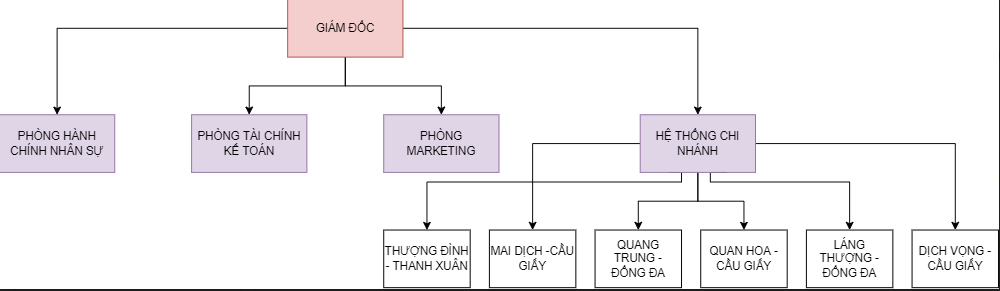 GIÁM ĐỐC
PHÒNG HÀNH
CHÍNH NHÂN SỰ
PHÒNG TÀI CHÍNH
KẾ TOÁN
PHÒNG
MARKETING
HỆ THỐNG CHI
NHÁNH
THƯỢNG ĐÌNH
- THANH XUÂN
MAI DỊCH -CẦU
GIẤY
QUANG
TRUNG -
ĐỐNG ĐA
QUAN HOA -
CẦU GIẤY
LÁNG
THƯỢNG -
ĐỐNG ĐA
DỊCH VỌNG -
CẦU GIẤY